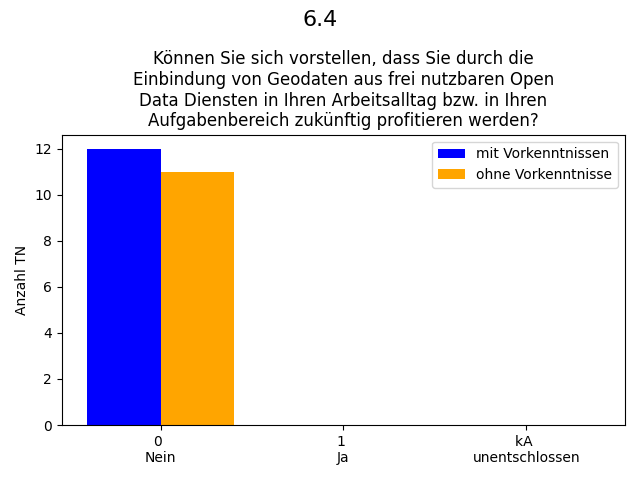 6.4
Können Sie sich vorstellen, dass Sie durch die
Einbindung von Geodaten aus frei nutzbaren Open
Data Diensten in Ihren Arbeitsalltag bzw. in Ihren
Aufgabenbereich zukünftig profitieren werden?
mit Vorkenntnissen
ohne Vorkenntnisse
Anzahl TN
12
10
8
6
4
2
0
0 1 kA
Nein Ja unentschlossen